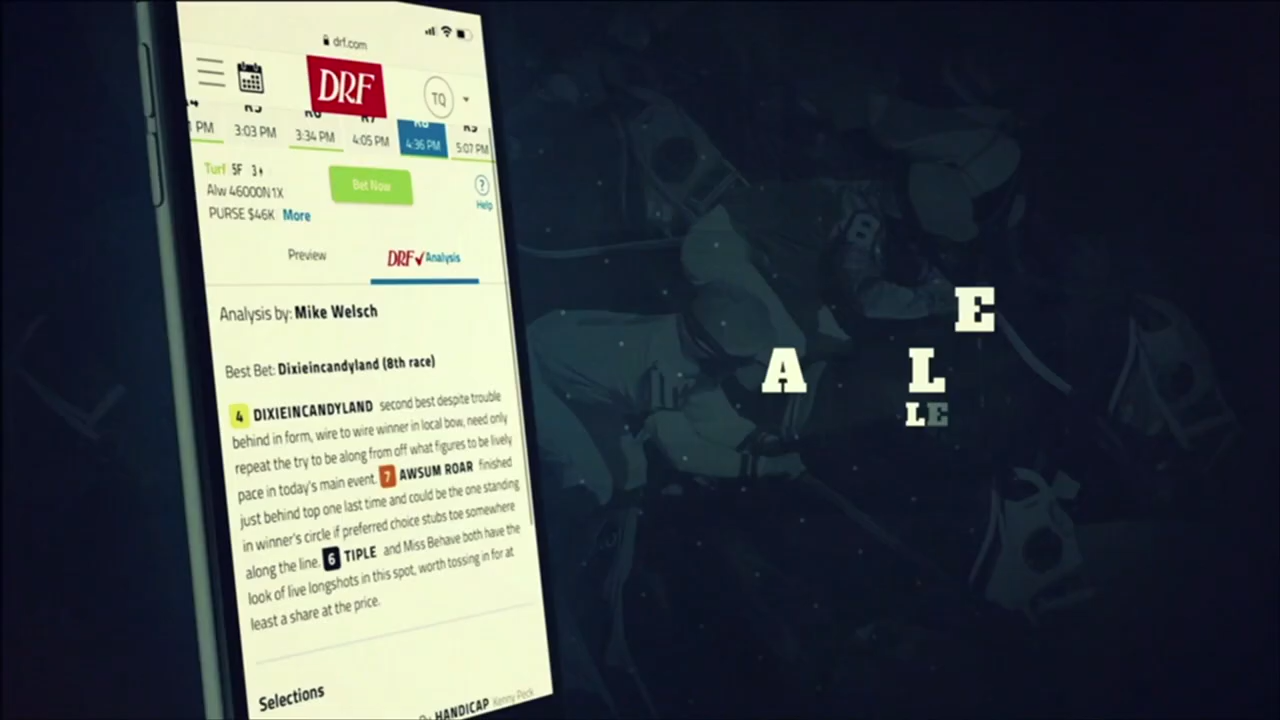 drf.com
DRF
TQ
PM 3:03 PM 3:34 PM 4:05 PM 4:36 PM 5:07 PM
Turf 5F 3
Alw 46000N1X
PURSE $46K More
Bet Now
?
Help
Preview
DRF Analysis
Analysis by: Mike Welsch
Best Bet: Dixieincandyland (8th race)
4 DIXIEINCANDYLAND second best despite trouble
behind in form, wire to wire winner in local bow, need only
repeat the try to be along from off what figures to be lively
pace in today's main event. 7 AWSUM ROAR finished
just behind top one last time and could be the one standing
in winner's circle if preferred choice stubs toe somewhere
along the line. 6 TIPLE and Miss Behave both have the
look of live longshots in this spot, worth tossing in for at
least a share at the price.
Selections
HANDICAP Kenny Peck
E
A L
LE
8